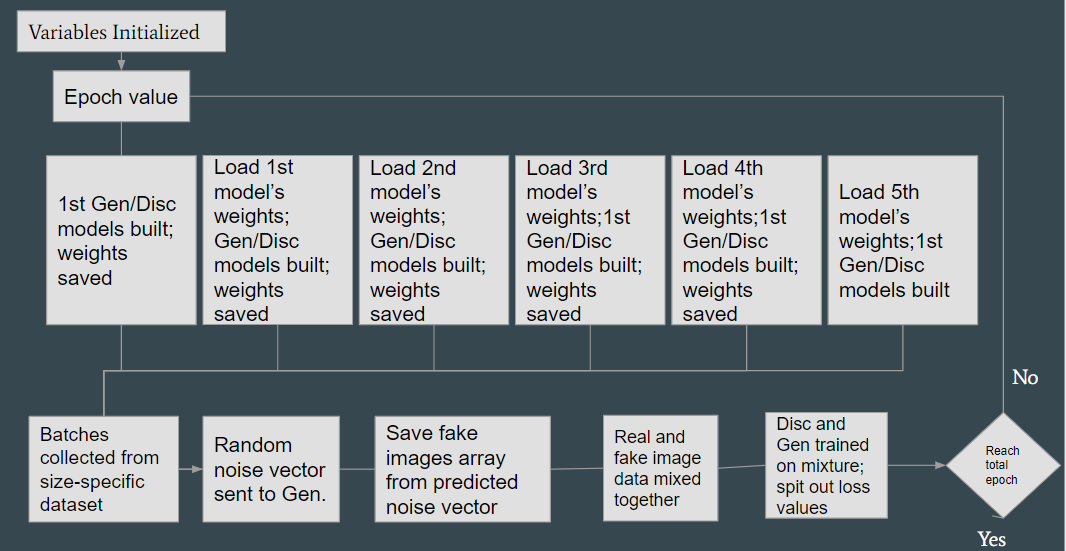 Variables Initialized
Epoch value
1st Gen/Disc
models built;
weights
saved
Load 1st
model’s
weights;
Gen/Disc
models built;
weights
saved
Load 2nd
model’s
weights;
Gen/Disc
models built;
weights
saved
Load 3rd
model’s
weights;1st
Gen/Disc
models built;
weights
saved
Load 4th
model’s
weights;1st
Gen/Disc
models built;
weights
saved
Load 5th
model’s
weights;1st
Gen/Disc
models built
Batches
collected from
size-specific
dataset
Random
noise vector
sent to Gen.
Save fake
images array
from predicted
noise vector
Real and
fake image
data mixed
together
Disc and
Gen trained
on mixture;
spit out loss
values
Reach
total
epoch
No
Yes